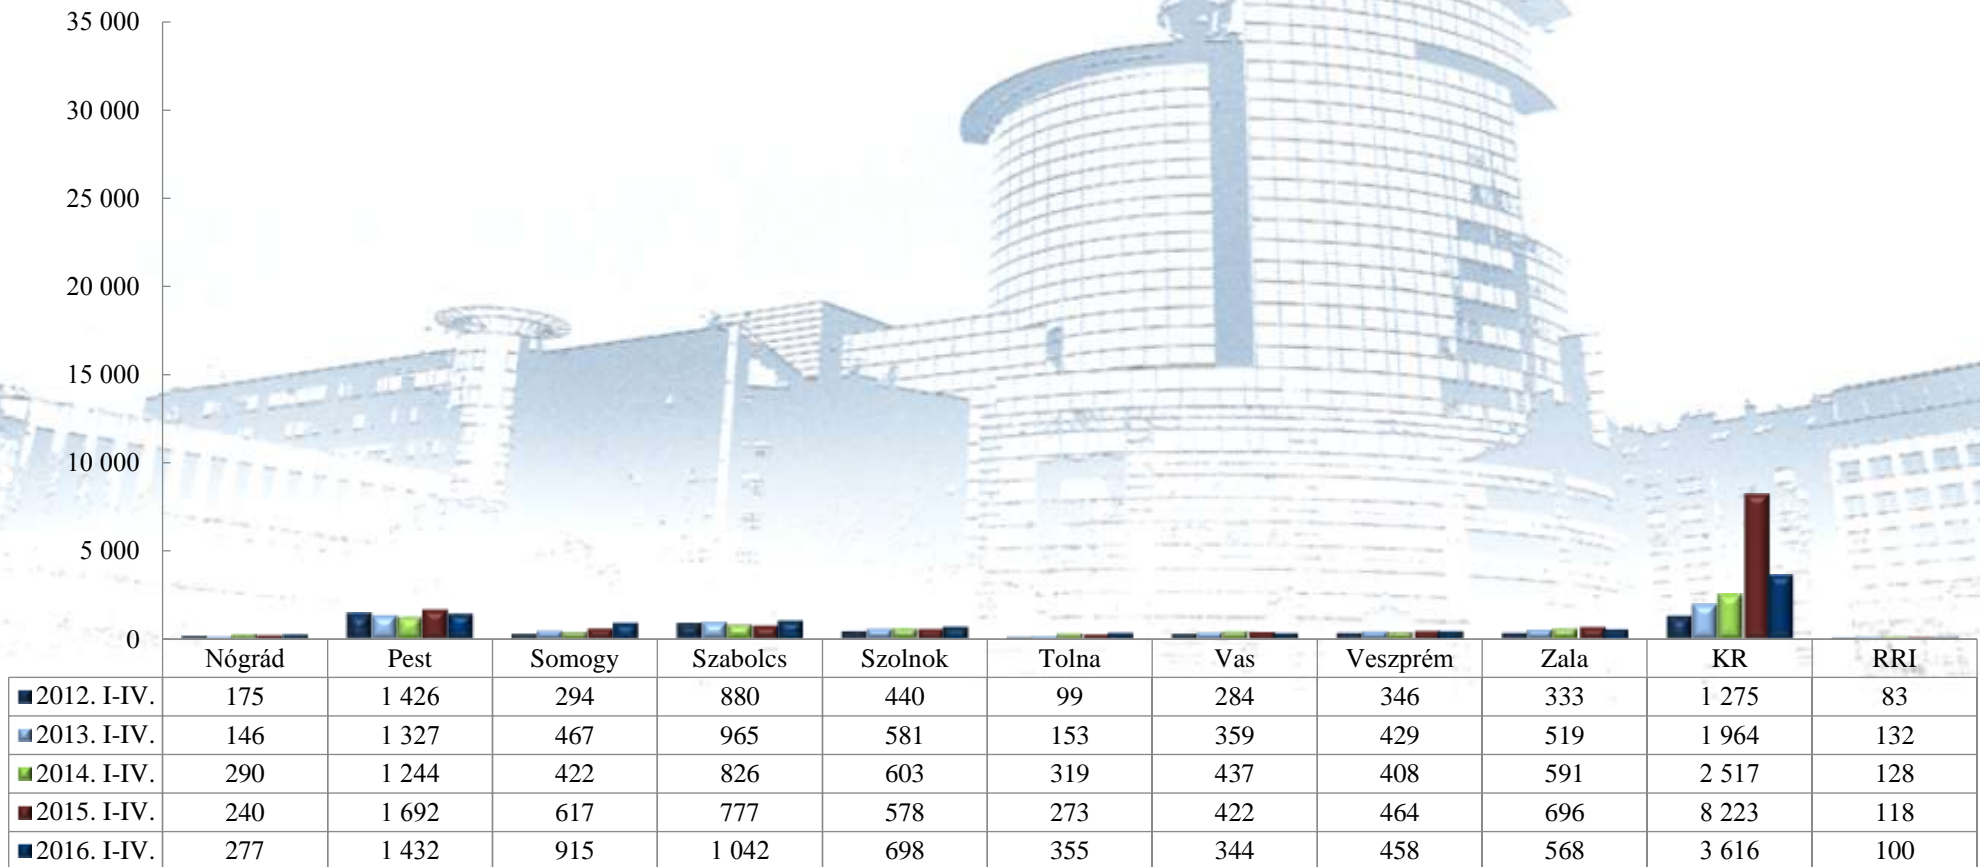 35 000
30 000
25 000
20 000
15 000
10 000
5 000
0
Nógrád Pest Somogy Szabolcs Szolnok Tolna Vas Veszprém Zala KR RRI
2012. I-IV. 175 1 426 294 880 440 99 284 346 333 1 275 83
2013. I-IV. 146 1 327 467 965 581 153 359 429 519 1 964 132
2014. I-IV. 290 1 244 422 826 603 319 437 408 591 2 517 128
2015. I-IV. 240 1 692 617 777 578 273 422 464 696 8 223 118
2016. I-IV. 277 1 432 915 1 042 698 355 344 458 568 3 616 100